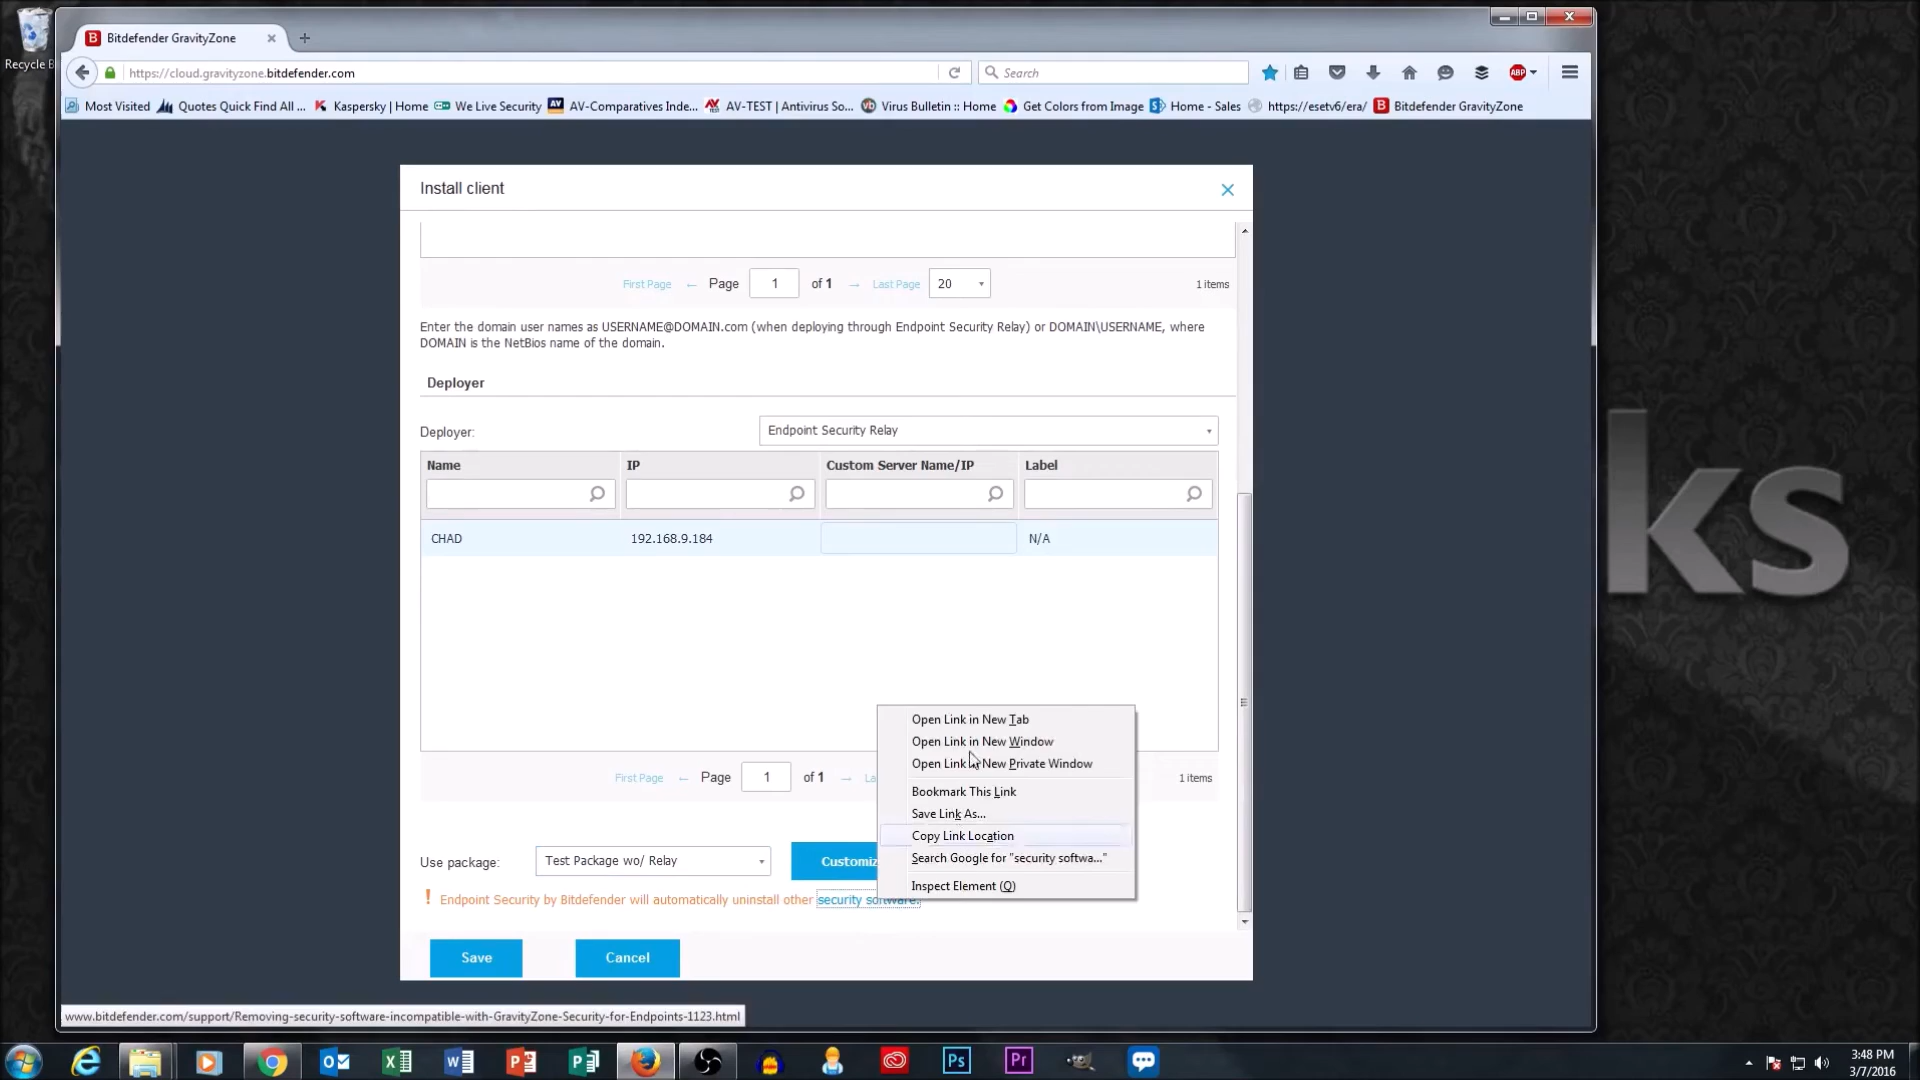 Recycle B
Bitdefender GravityZone
https://cloud.gravityzone.bitdefender.com
Search
ABP
Most Visited
Quotes Quick Find All ...
Kaspersky | Home
We Live Security
AV-Comparatives Inde...
AV-TEST | Antivirus So...
Virus Bulletin :: Home
Get Colors from Image
Home - Sales
https://esetv6/era/
Bitdefender GravityZone
Install client
First Page ← Page 1 of 1 → Last Page 20 1 items
Enter the domain user names as USERNAME@DOMAIN.com (when deploying through Endpoint Security Relay) or DOMAIN\USERNAME, where
DOMAIN is the NetBios name of the domain.
Deployer
Deployer: Endpoint Security Relay
Name IP Custom Server Name/IP Label
CHAD 192.168.9.184 N/A
ks
Open Link in New Tab
Open Link in New Window
Open Link in New Private Window
First Page ← Page 1 of 1 → La 1 items
Bookmark This Link
Save Link As...
Copy Link Location
Search Google for "security softwa..."
Inspect Element (Q)
Use package: Test Package wo/ Relay Customiz
! Endpoint Security by Bitdefender will automatically uninstall other security software.
Save Cancel
www.bitdefender.com/support/Removing-security-software-incompatible-with-GravityZone-Security-for-Endpoints-1123.html
Ps
Pr
3:48 PM
3/7/2016